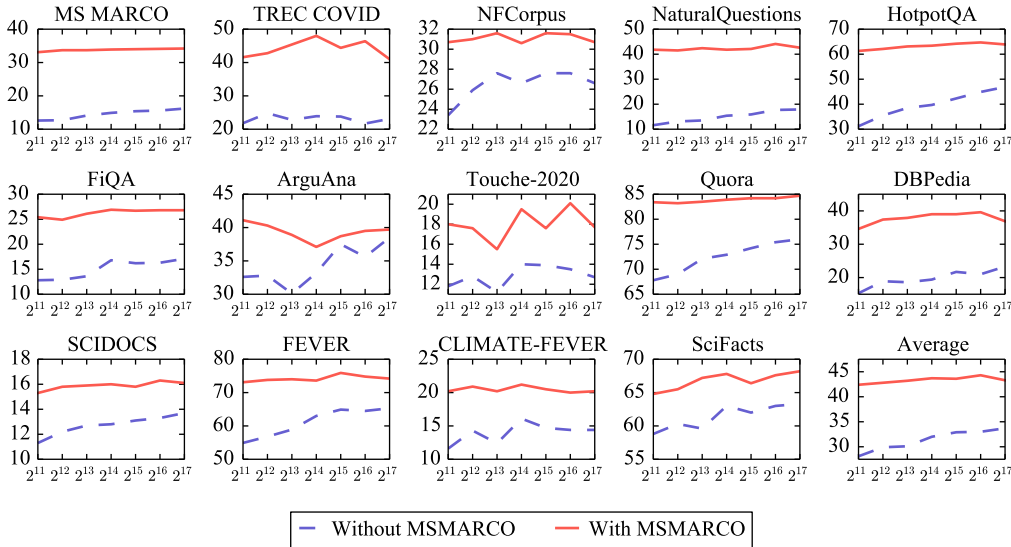 MS MARCO
TREC COVID
NFCorpus
NaturalQuestions
HotpotQA
40
30
20
10
2^11 2^12 2^13 2^14 2^15 2^16 2^17
50
40
30
20
2^11 2^12 2^13 2^14 2^15 2^16 2^17
32
30
28
26
24
22
2^11 2^12 2^13 2^14 2^15 2^16 2^17
50
40
30
20
10
2^11 2^12 2^13 2^14 2^15 2^16 2^17
70
60
50
40
30
2^11 2^12 2^13 2^14 2^15 2^16 2^17
FiQA
ArguAna
Touche-2020
Quora
DBPedia
30
25
20
15
10
2^11 2^12 2^13 2^14 2^15 2^16 2^17
45
40
35
30
2^11 2^12 2^13 2^14 2^15 2^16 2^17
20
18
16
14
12
2^11 2^12 2^13 2^14 2^15 2^16 2^17
85
80
75
70
65
2^11 2^12 2^13 2^14 2^15 2^16 2^17
40
30
20
2^11 2^12 2^13 2^14 2^15 2^16 2^17
SCIDOCS
FEVER
CLIMATE-FEVER
SciFacts
Average
18
16
14
12
10
2^11 2^12 2^13 2^14 2^15 2^16 2^17
80
70
60
50
2^11 2^12 2^13 2^14 2^15 2^16 2^17
25
20
15
10
2^11 2^12 2^13 2^14 2^15 2^16 2^17
70
65
60
55
2^11 2^12 2^13 2^14 2^15 2^16 2^17
45
40
35
30
2^11 2^12 2^13 2^14 2^15 2^16 2^17
Without MSMARCO
With MSMARCO